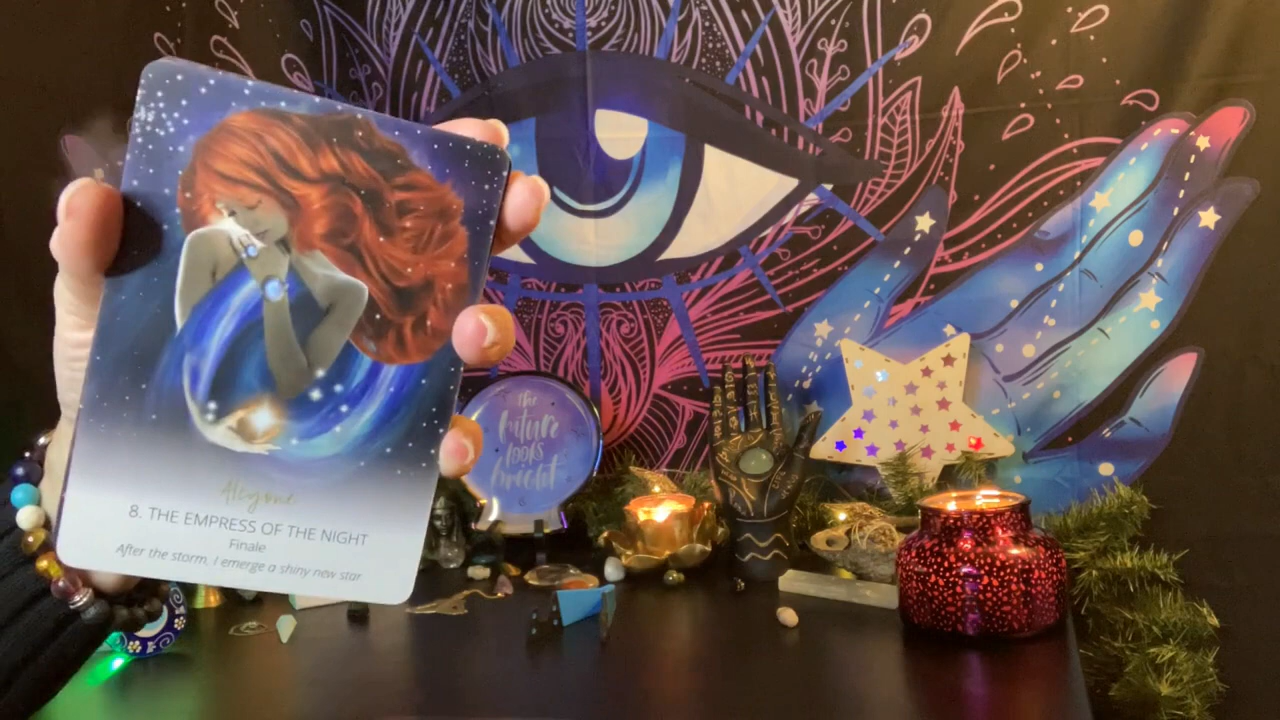 Alcyone
8. THE EMPRESS OF THE NIGHT
Finale
After the storm, I emerge a shiny new star
the
future
looks
bright